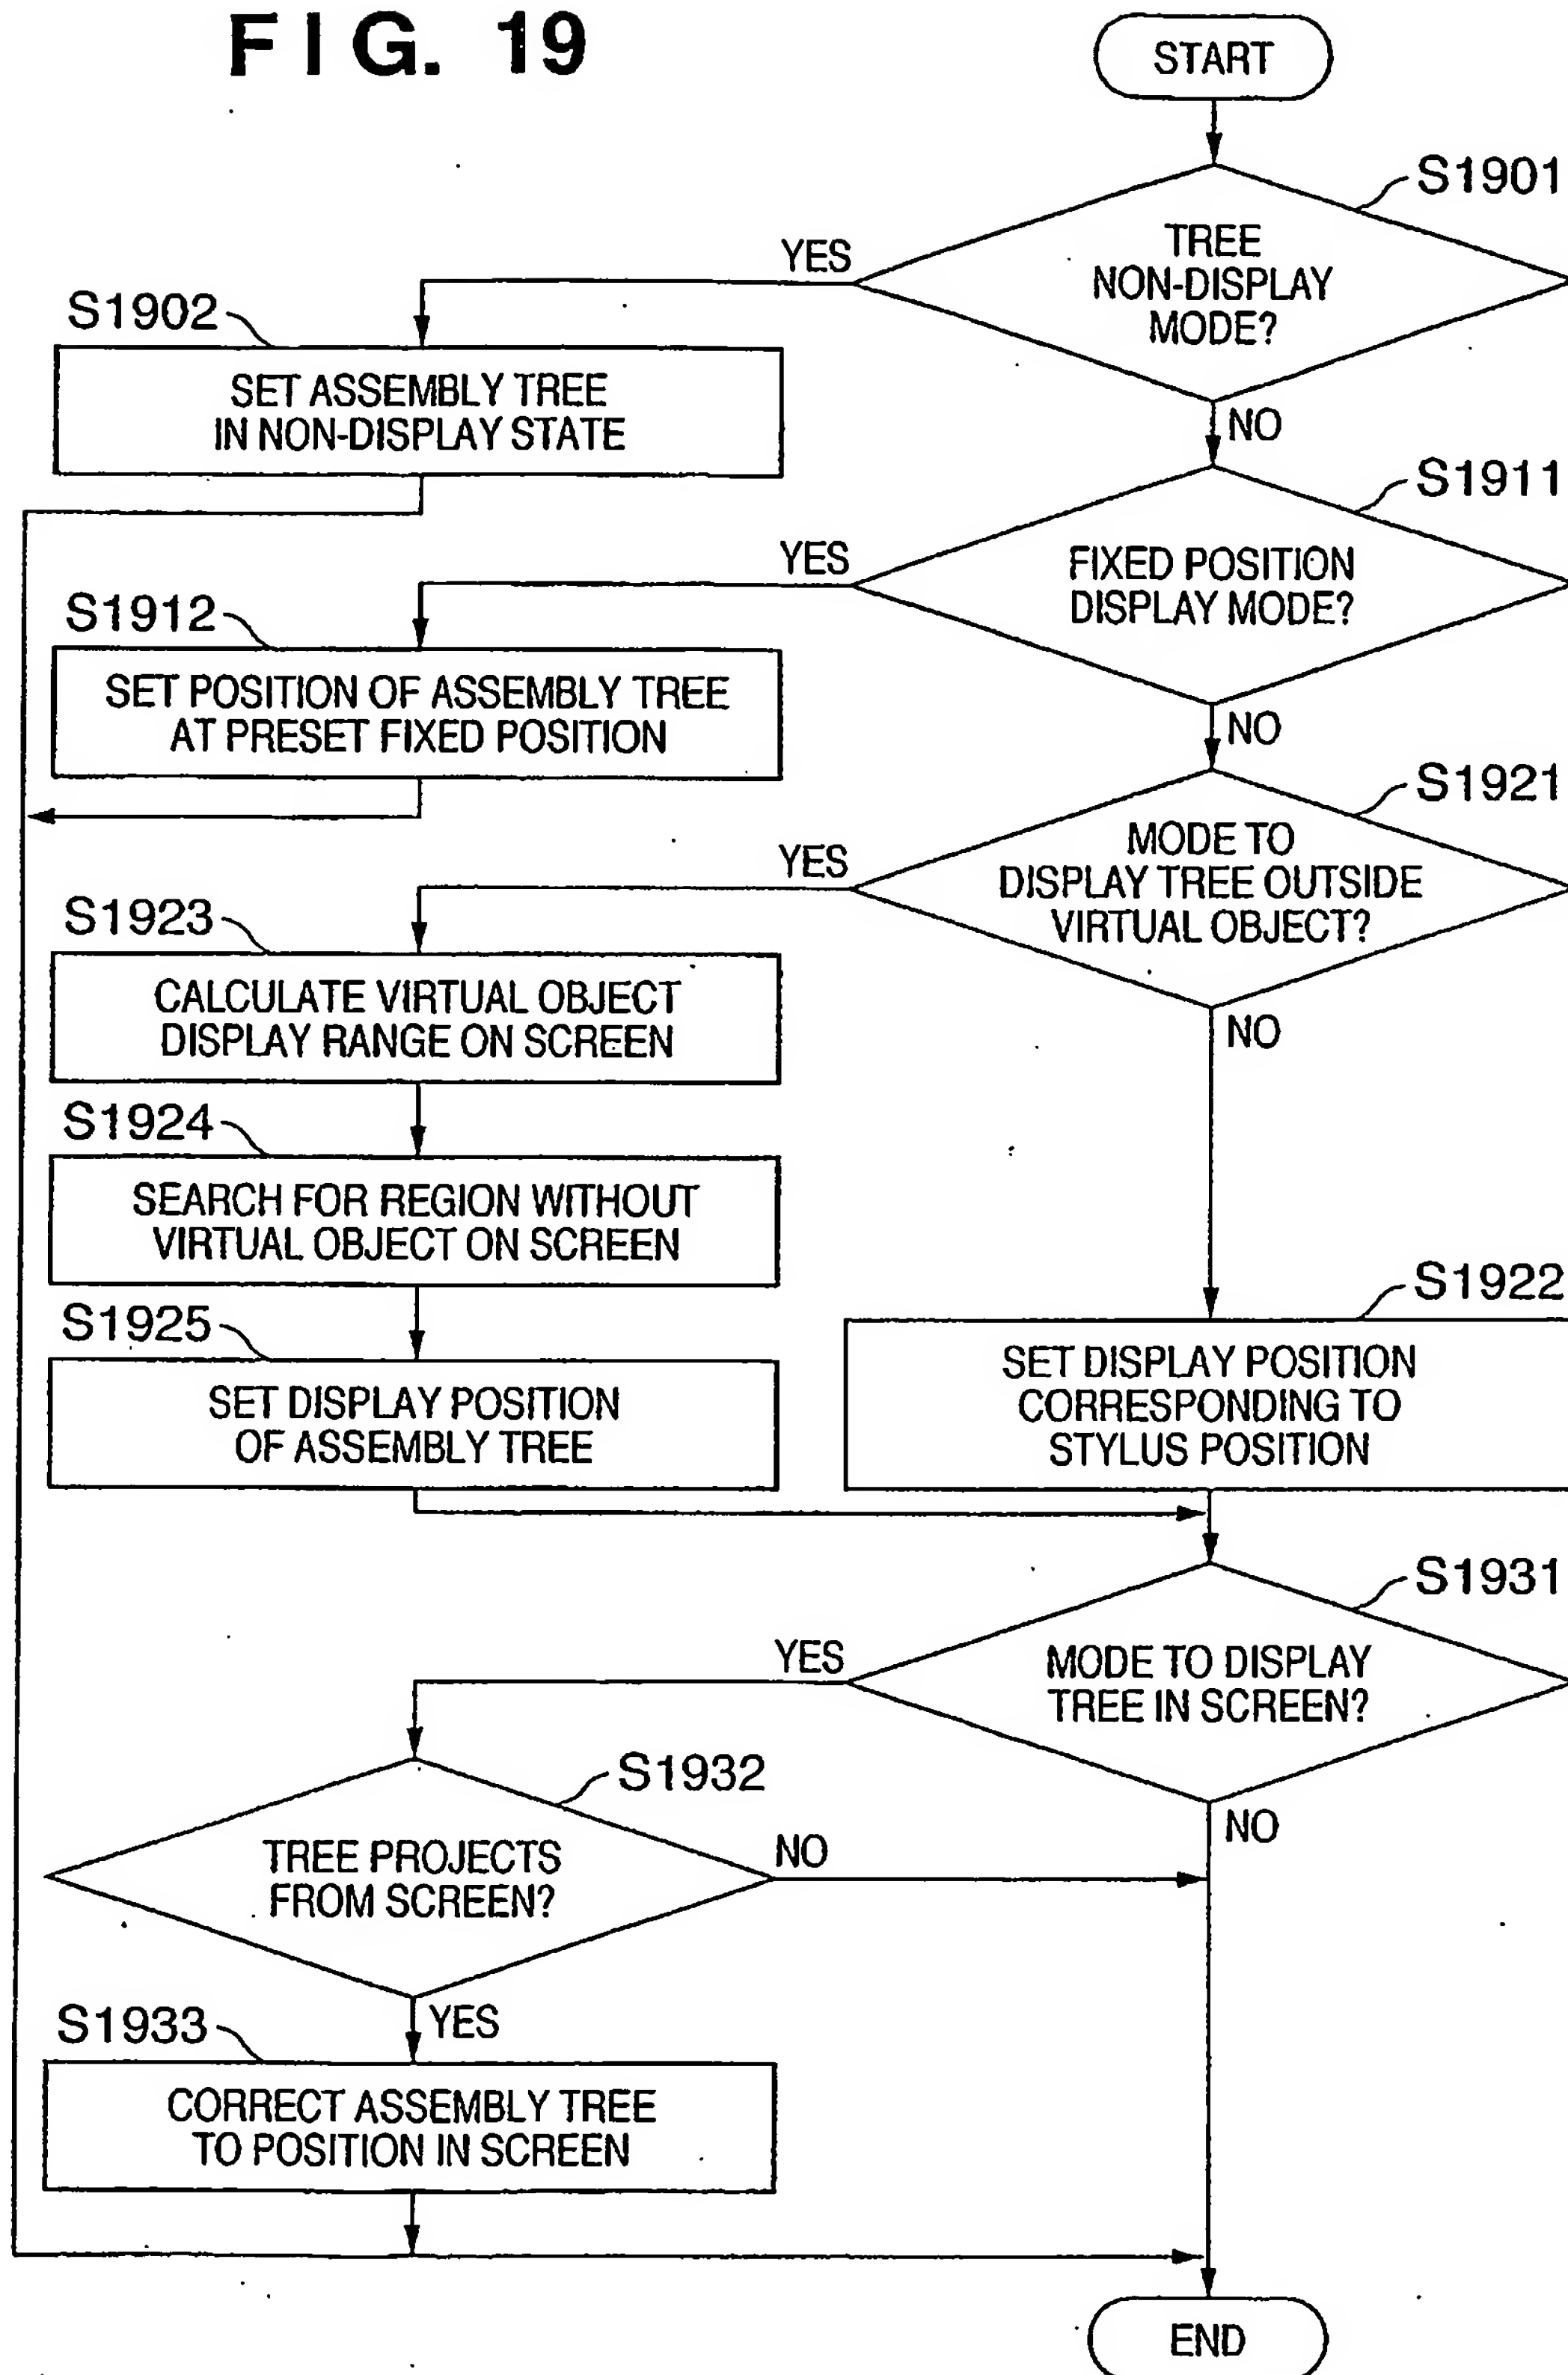 FIG. 19
START
S1901
TREE
NON-DISPLAY
MODE?
YES
NO
S1902
SET ASSEMBLY TREE
IN NON-DISPLAY STATE
S1911
FIXED POSITION
DISPLAY MODE?
YES
NO
S1912
SET POSITION OF ASSEMBLY TREE
AT PRESET FIXED POSITION
S1921
MODE TO
DISPLAY TREE OUTSIDE
VIRTUAL OBJECT?
YES
NO
S1923
CALCULATE VIRTUAL OBJECT
DISPLAY RANGE ON SCREEN
S1924
SEARCH FOR REGION WITHOUT
VIRTUAL OBJECT ON SCREEN
S1925
SET DISPLAY POSITION
OF ASSEMBLY TREE
S1922
SET DISPLAY POSITION
CORRESPONDING TO
STYLUS POSITION
S1931
MODE TO DISPLAY
TREE IN SCREEN?
YES
NO
S1932
TREE PROJECTS
FROM SCREEN?
NO
YES
S1933
CORRECT ASSEMBLY TREE
TO POSITION IN SCREEN
END